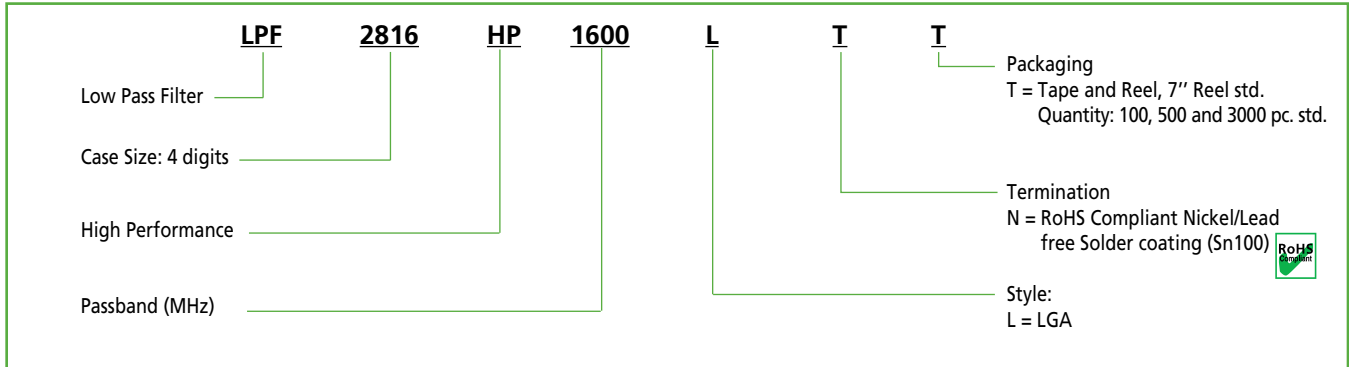 LPF 2816 HP 1600 L T T
Low Pass Filter
Case Size: 4 digits
High Performance
Passband (MHz)
Packaging
T = Tape and Reel, 7’’ Reel std.
Quantity: 100, 500 and 3000 pc. std.
Termination
N = RoHS Compliant Nickel/Lead
free Solder coating (Sn100)
RoHS
Compliant
Style:
L = LGA